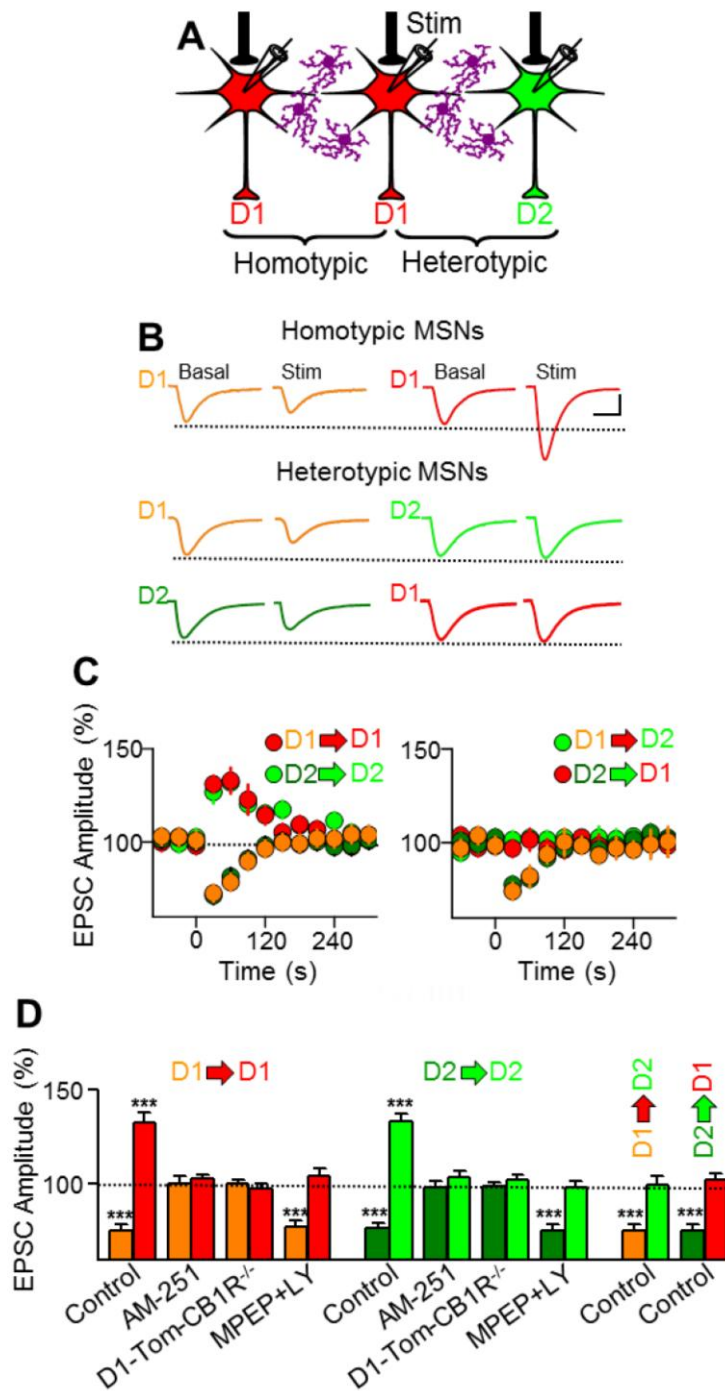 A
Stim
D1
D1
D2
Homotypic
Heterotypic
B
Homotypic MSNs
D1
Basal
Stim
D1
Basal
Stim
Heterotypic MSNs
D1
D2
D2
D1
C
EPSC Amplitude (%)
150
100
D1 D1
D2 D2
0
120
240
Time (s)
150
100
D1 D2
D2 D1
0
120
240
Time (s)
D
EPSC Amplitude (%)
150
100
D1 D1
D2 D2
D1 D2
D2 D1
***
***
***
***
***
***
***
***
Control
AM-251
D1-Tom-CB1R-/-
MPEP+LY
Control
AM-251
D1-Tom-CB1R-/-
MPEP+LY
Control
Control